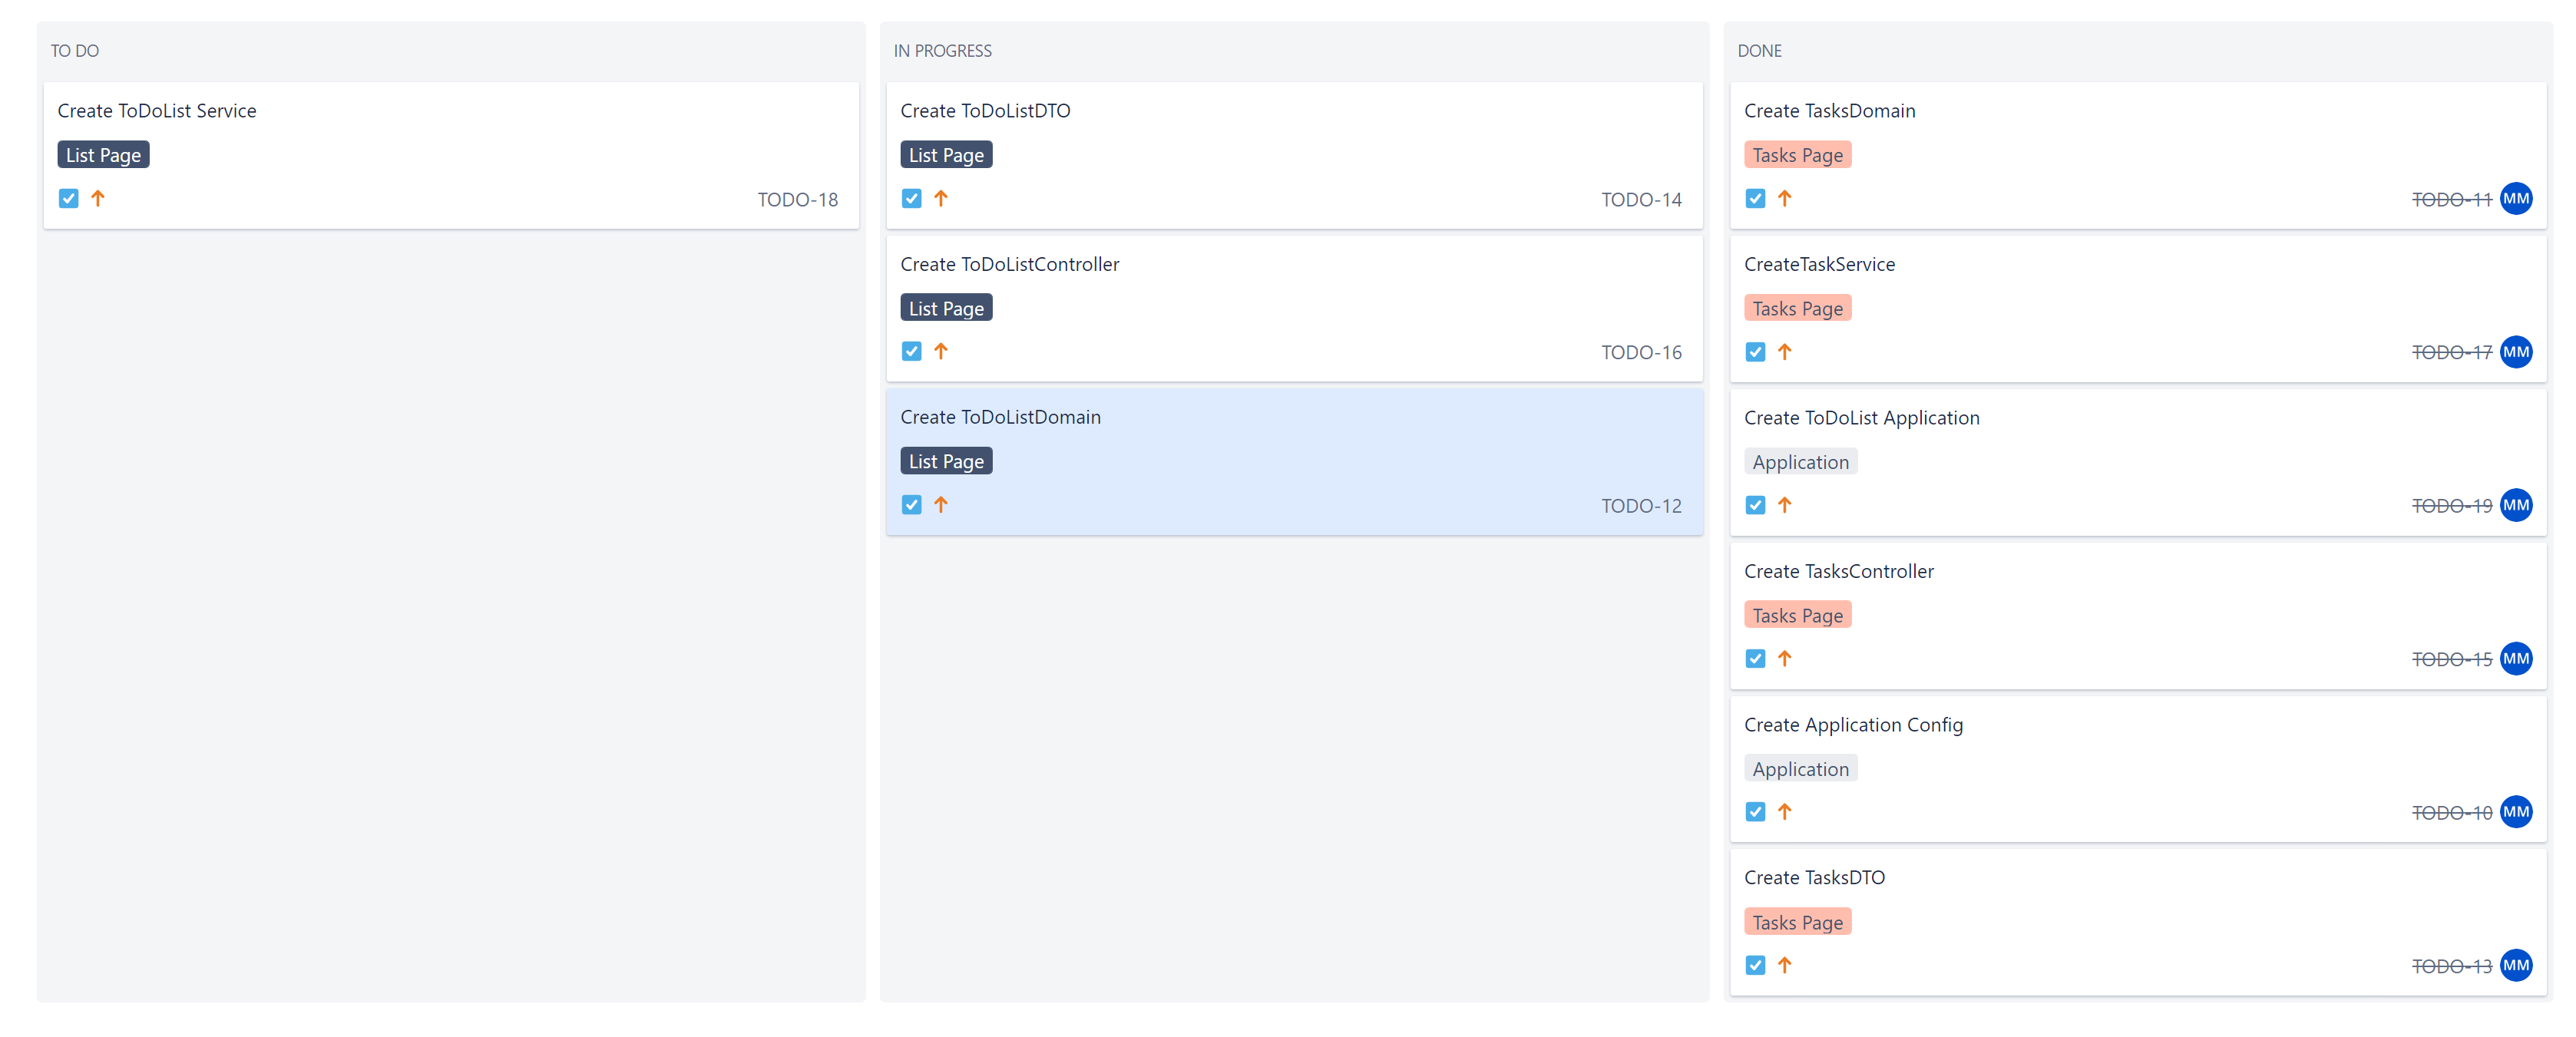 TO DO
Create ToDoList Service
List Page
TODO-18
IN PROGRESS
Create ToDoListDTO
List Page
TODO-14
Create ToDoListController
List Page
TODO-16
Create ToDoListDomain
List Page
TODO-12
DONE
Create TasksDomain
Tasks Page
TODO-11 MM
CreateTaskService
Tasks Page
TODO-17 MM
Create ToDoList Application
Application
TODO-19 MM
Create TasksController
Tasks Page
TODO-15 MM
Create Application Config
Application
TODO-10 MM
Create TasksDTO
Tasks Page
TODO-13 MM